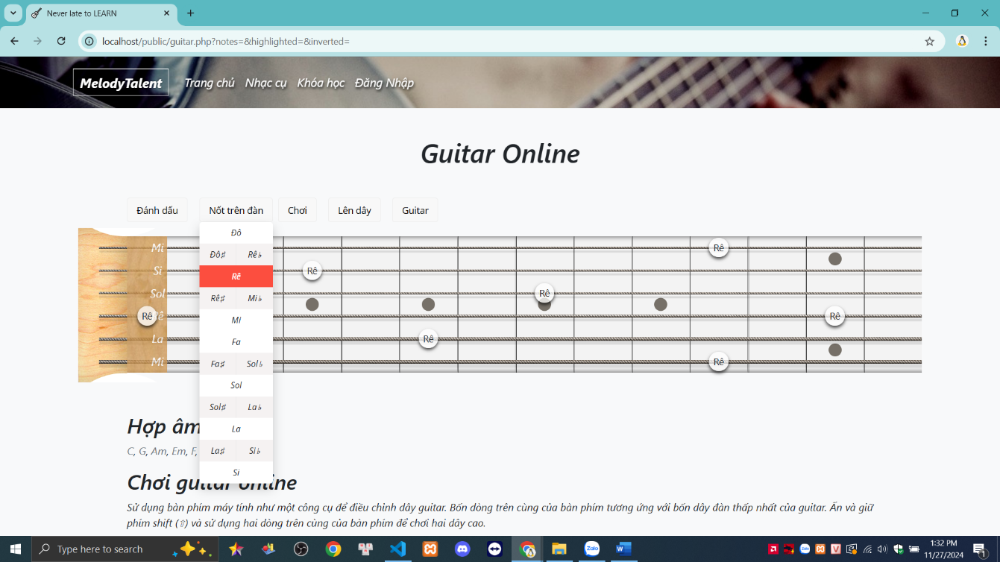 Never late to LEARN
localhost/public/guitar.php?notes=&highlighted=&inverted=
MelodyTalent Trang chủ Nhạc cụ Khóa học Đăng Nhập
Guitar Online
Đánh dấu Nốt trên đàn Chơi Lên dây Guitar
Đô
Đô♯ Rê♭
Rê
Rê♯ Mi♭
Mi
Fa
Fa♯ Sol♭
Sol
Sol♯ La♭
La
La♯ Si♭
Si
Mi Rê
Si Rê
Sol Rê
Rê Rê
La Rê
Mi Rê
Hợp âm
C, G, Am, Em, F,
Chơi guitar online
Sử dụng bàn phím máy tính như một công cụ để điều chỉnh dây guitar. Bốn dòng trên cùng của bàn phím tương ứng với bốn dây đàn thấp nhất của guitar. Ấn và giữ
phím shift (⇧) và sử dụng hai dòng trên cùng của bàn phím để chơi hai dây cao.
Type here to search
1:32 PM
11/27/2024